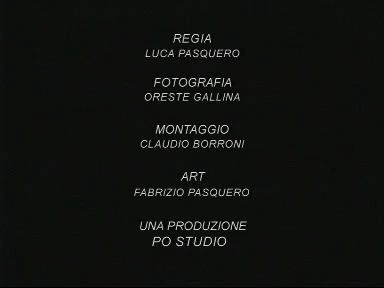 REGIA
LUCA PASQUERO
FOTOGRAFIA
ORESTE GALLINA
MONTAGGIO
CLAUDIO BORRONI
ART
FABRIZIO PASQUERO
UNA PRODUZIONE
PO STUDIO